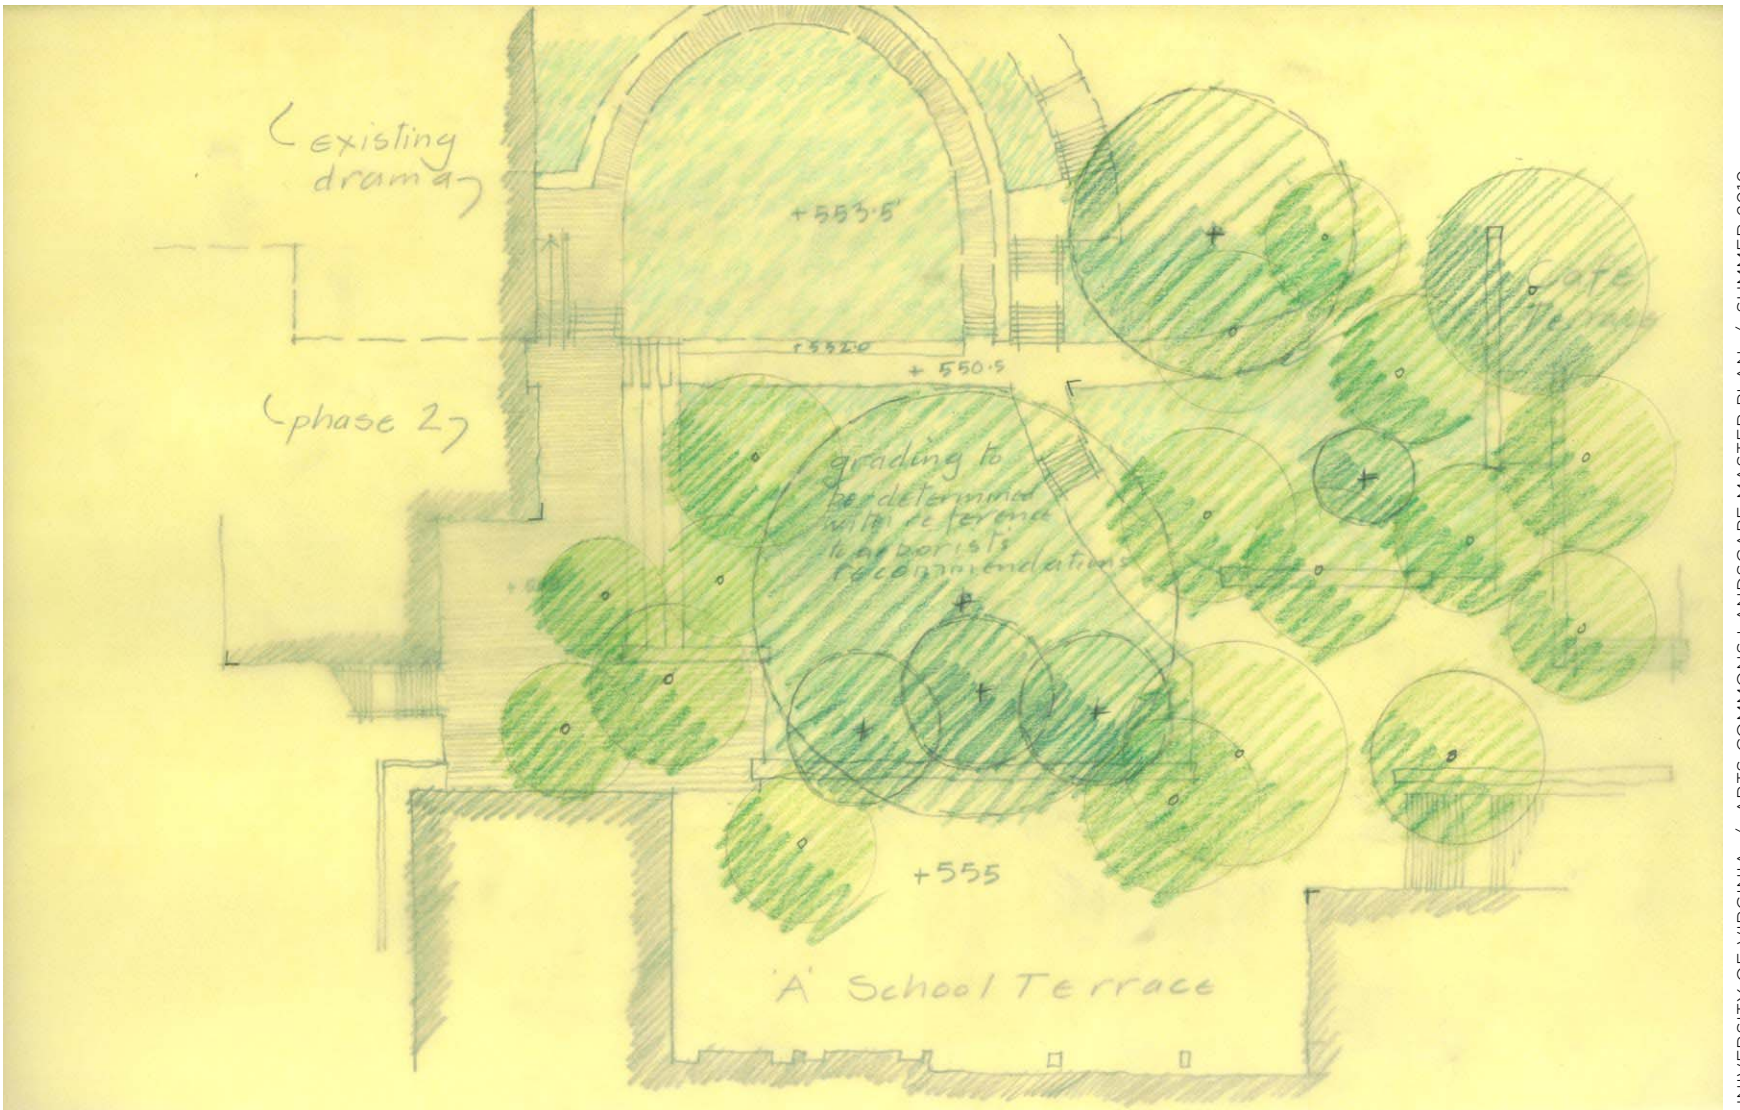 existing
drama
+553.5'
Cafe
Terrace
+552.0
+ 550.5
phase 2
grading to
be determined
with reference
to arborists
recommendations
+555
'A' School Terrace
UNIVERSITY OF VIRGINIA / ARTS COMMONS LANDSCAPE MASTER PLAN / SUMMER 2010